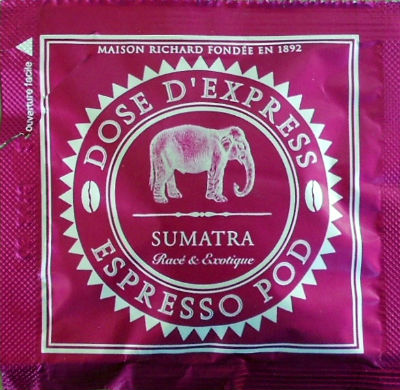 MAISON RICHARD FONDÉE EN 1892
ouverture facile
DOSE D'EXPRESS
SUMATRA
Racé & Exotique
ESPRESSO POD